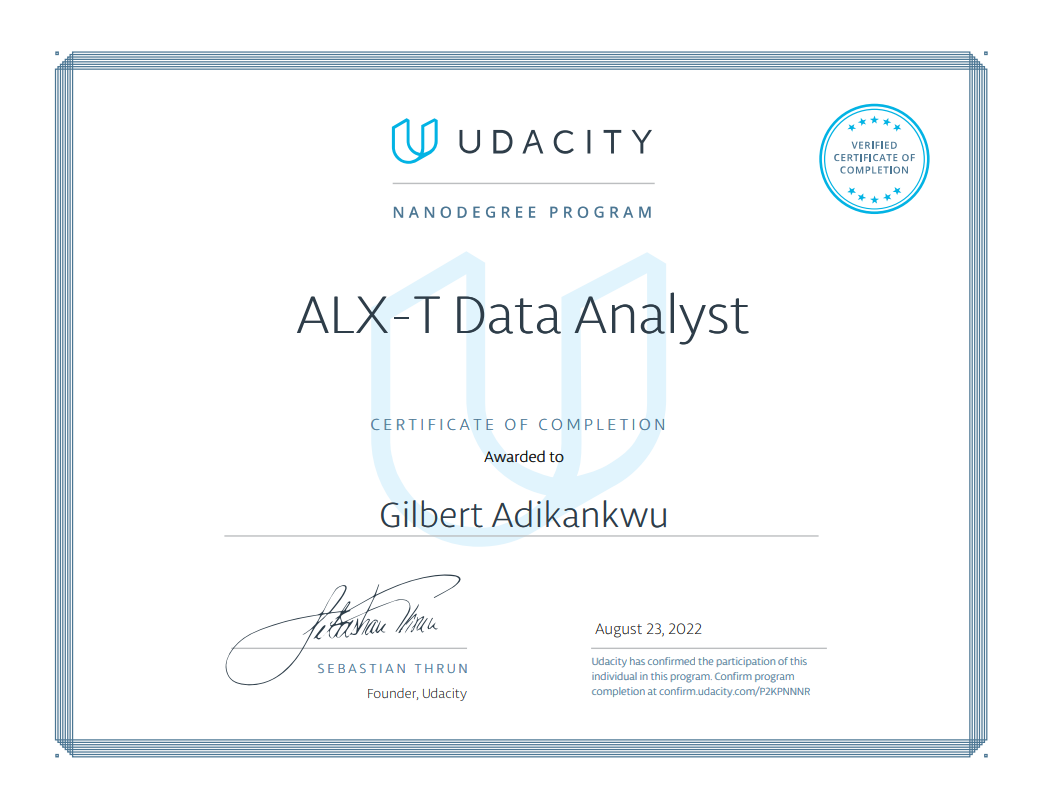 UDACITY
VERIFIED
CERTIFICATE OF
COMPLETION
NANODEGREE PROGRAM
ALX-T Data Analyst
CERTIFICATE OF COMPLETION
Awarded to
Gilbert Adikankwu
Sebastian Thrun
SEBASTIAN THRUN
Founder, Udacity
August 23, 2022
Udacity has confirmed the participation of this
individual in this program. Confirm program
completion at confirm.udacity.com/P2KPNNNR